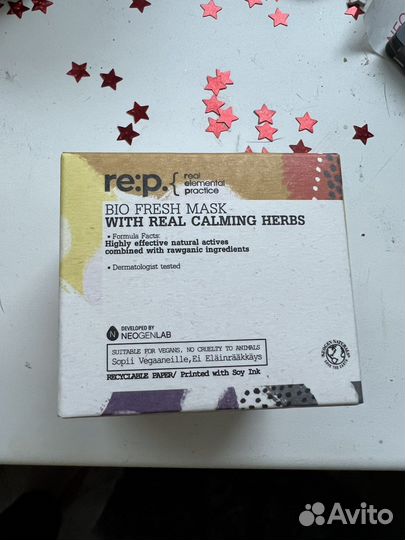 re:p. { real
elemental
practice
BIO FRESH MASK
WITH REAL CALMING HERBS
• Formula Facts:
Highly effective natural actives
combined with rawganic ingredients
• Dermatologist tested
N DEVELOPED BY
NEOGENLAB
SUITABLE FOR VEGANS, NO CRUELTY TO ANIMALS
Sopii Vegaaneille,Ei Eläinrääkkäys
RECYCLABLE PAPER/ Printed with Soy Ink
Avito